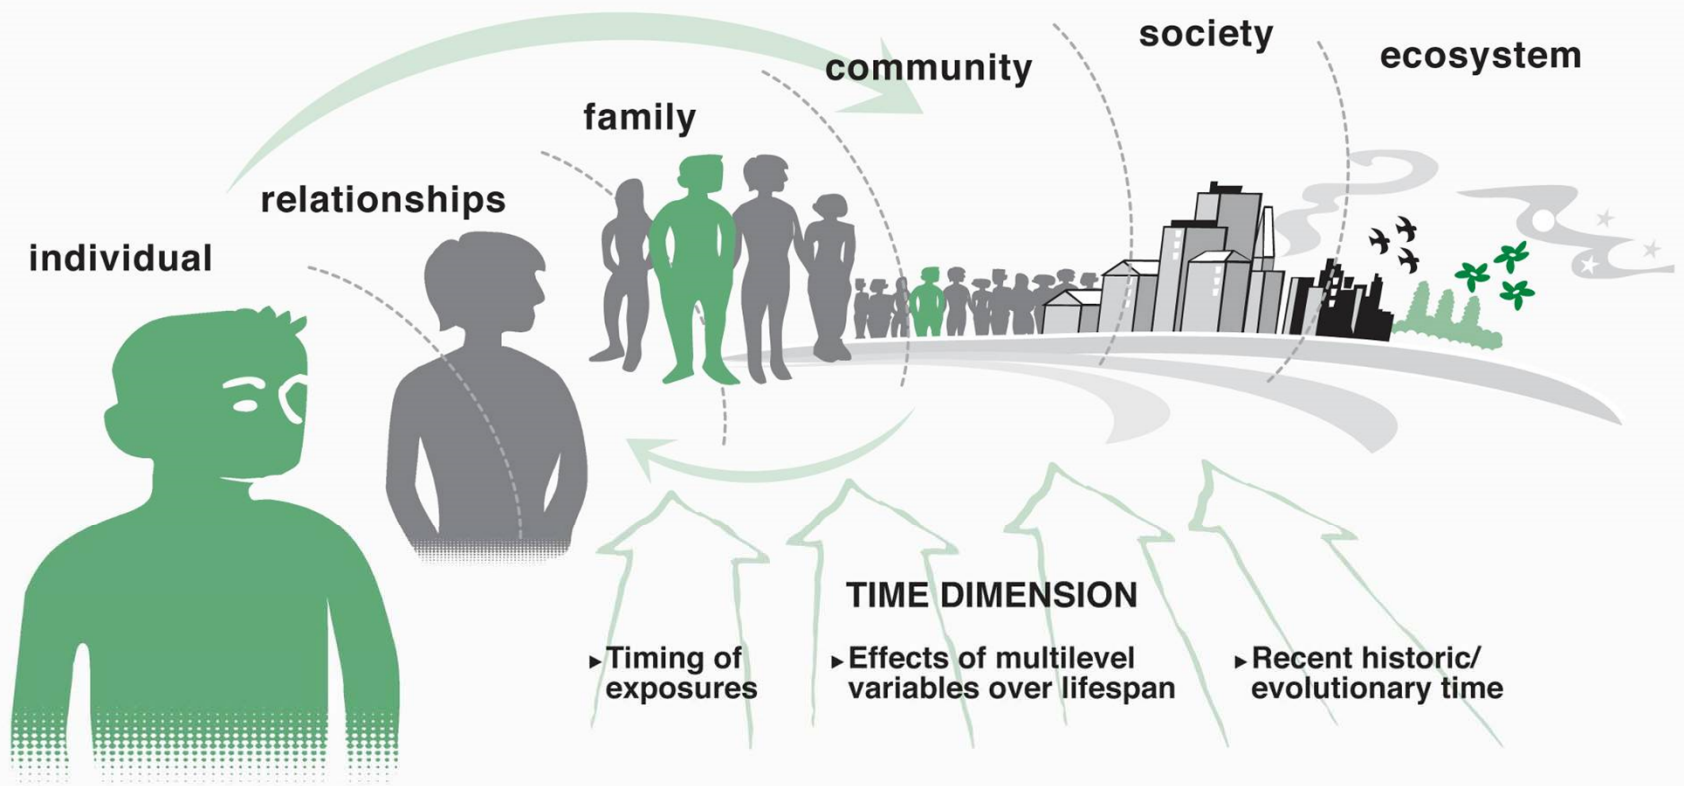 individual
relationships
family
community
society
ecosystem
TIME DIMENSION
▸Timing of
exposures
▸Effects of multilevel
variables over lifespan
▸Recent historic/
evolutionary time